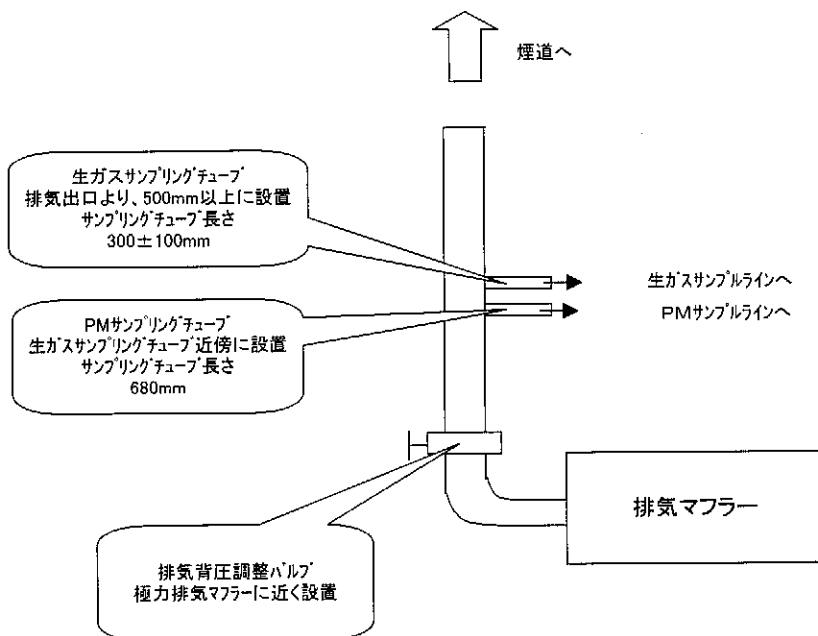 煙道へ
生ガスサンプリングチューブ
排気出口より、500mm以上に設置
サンプリングチューブ長さ
300±100mm
生ガスサンプルラインへ
PMサンプルラインへ
PMサンプリングチューブ
生ガスサンプリングチューブ近傍に設置
サンプリングチューブ長さ
680mm
排気マフラー
排気背圧調整バルブ
極力排気マフラーに近く設置